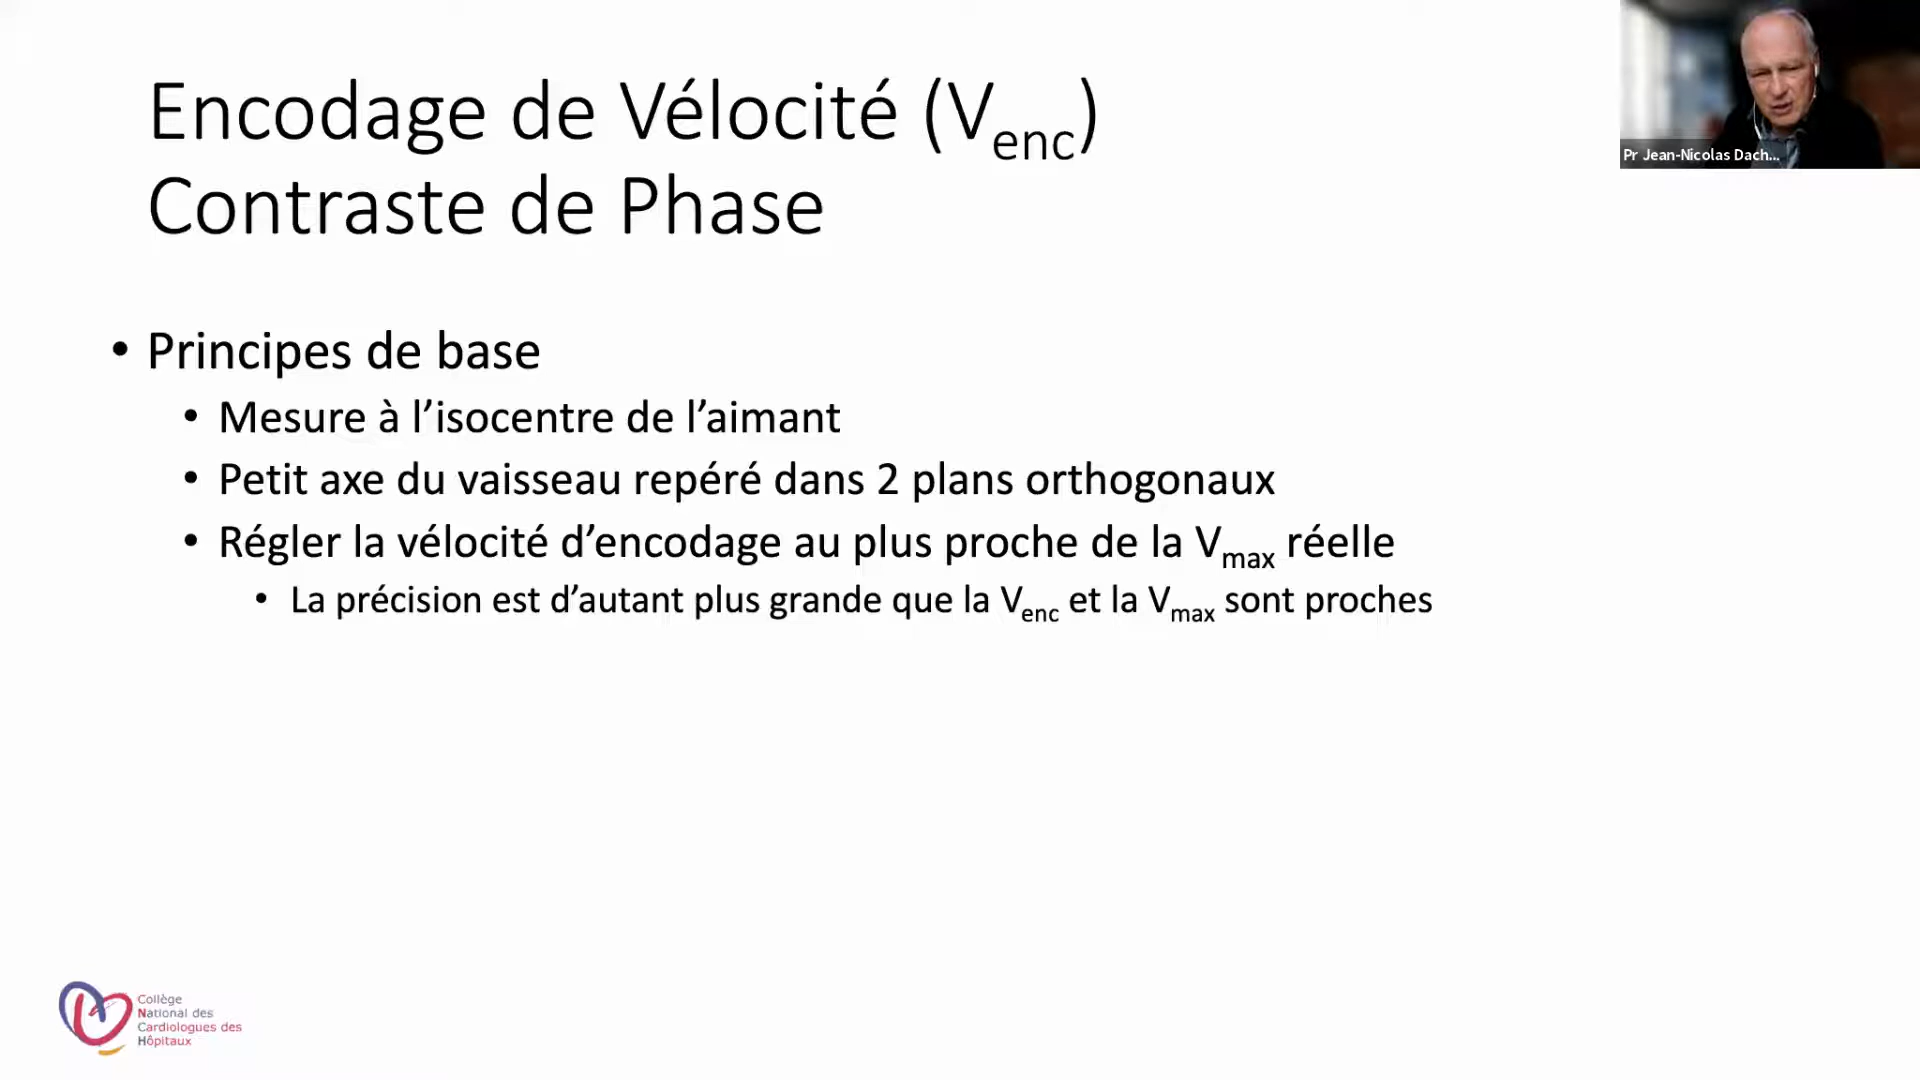 Encodage de Vélocité (Venc)
Contraste de Phase
• Principes de base
• Mesure à l’isocentre de l’aimant
• Petit axe du vaisseau repéré dans 2 plans orthogonaux
• Régler la vélocité d’encodage au plus proche de la Vmax réelle
• La précision est d’autant plus grande que la Venc et la Vmax sont proches
Pr Jean-Nicolas Dach...
Collège
National des
Cardiologues des
Hôpitaux